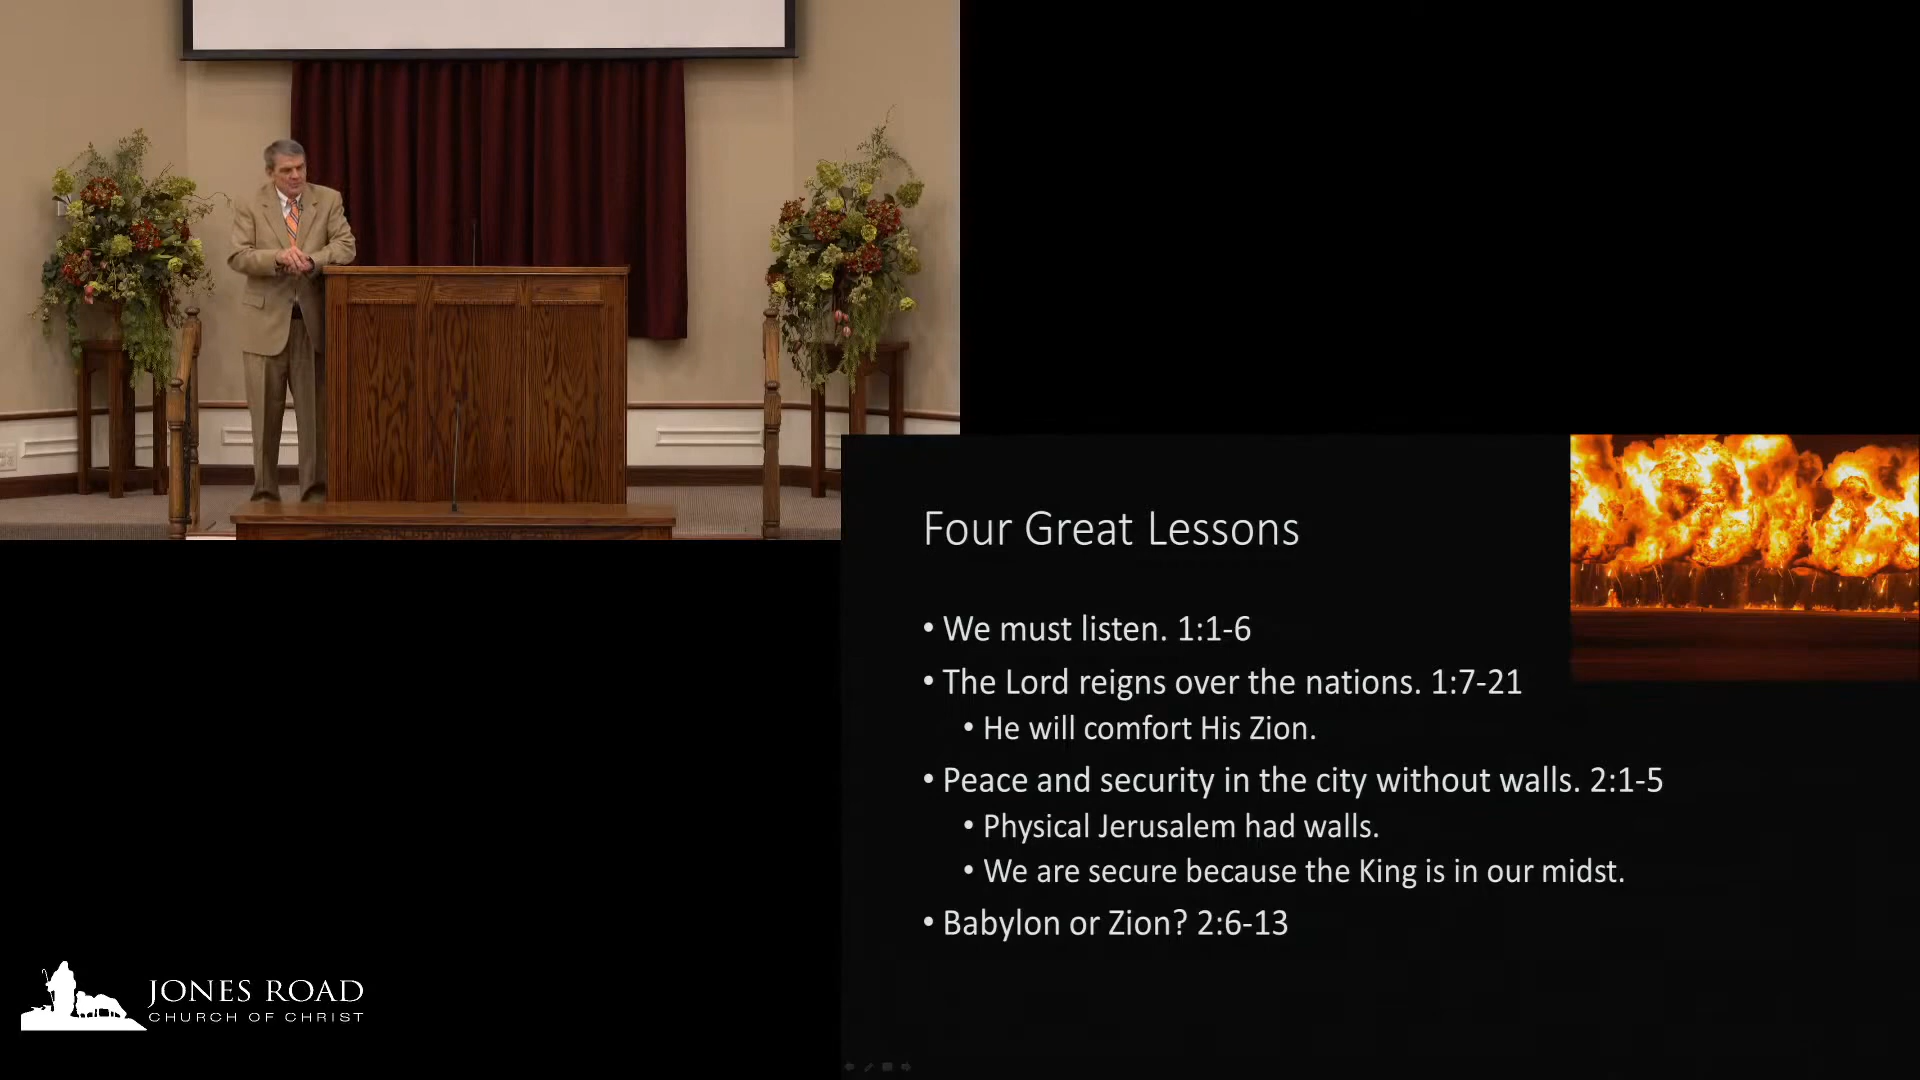 Four Great Lessons
• We must listen. 1:1-6
• The Lord reigns over the nations. 1:7-21
• He will comfort His Zion.
• Peace and security in the city without walls. 2:1-5
• Physical Jerusalem had walls.
• We are secure because the King is in our midst.
• Babylon or Zion? 2:6-13
JONES ROAD
CHURCH OF CHRIST